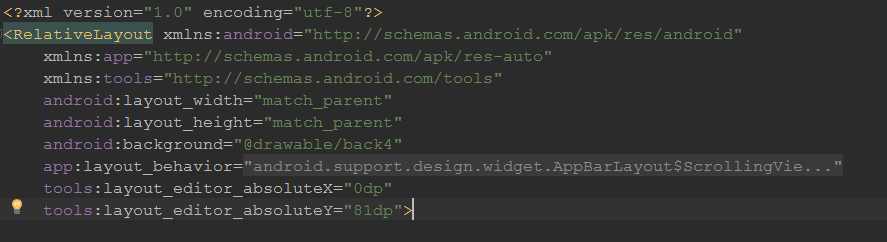 <?xml version="1.0" encoding="utf-8"?>
<RelativeLayout xmlns:android="http://schemas.android.com/apk/res/android"
xmlns:app="http://schemas.android.com/apk/res-auto"
xmlns:tools="http://schemas.android.com/tools"
android:layout_width="match_parent"
android:layout_height="match_parent"
android:background="@drawable/back4"
app:layout_behavior="android.support.design.widget.AppBarLayout$ScrollingVie..."
tools:layout_editor_absoluteX="0dp"
tools:layout_editor_absoluteY="81dp">